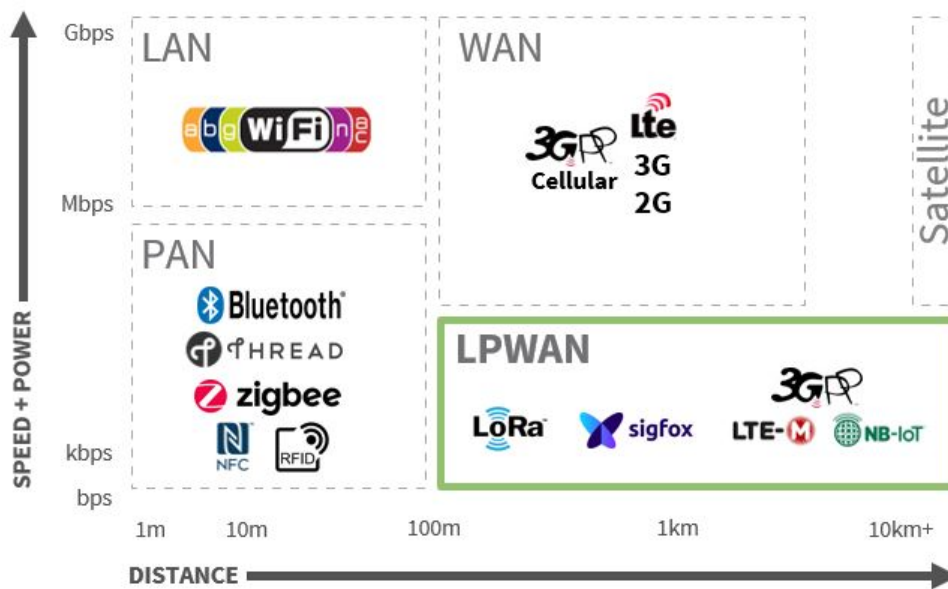 Gbps
LAN
WAN
Satellite
a b g WiFi n ac
3GPP
Cellular
Lte
3G
2G
Mbps
PAN
Bluetooth
THREAD
zigbee
NFC
RFID
SPEED + POWER
LPWAN
3GPP
LoRa
sigfox
LTE-M
NB-IoT
kbps
bps
1m
10m
100m
1km
10km+
DISTANCE